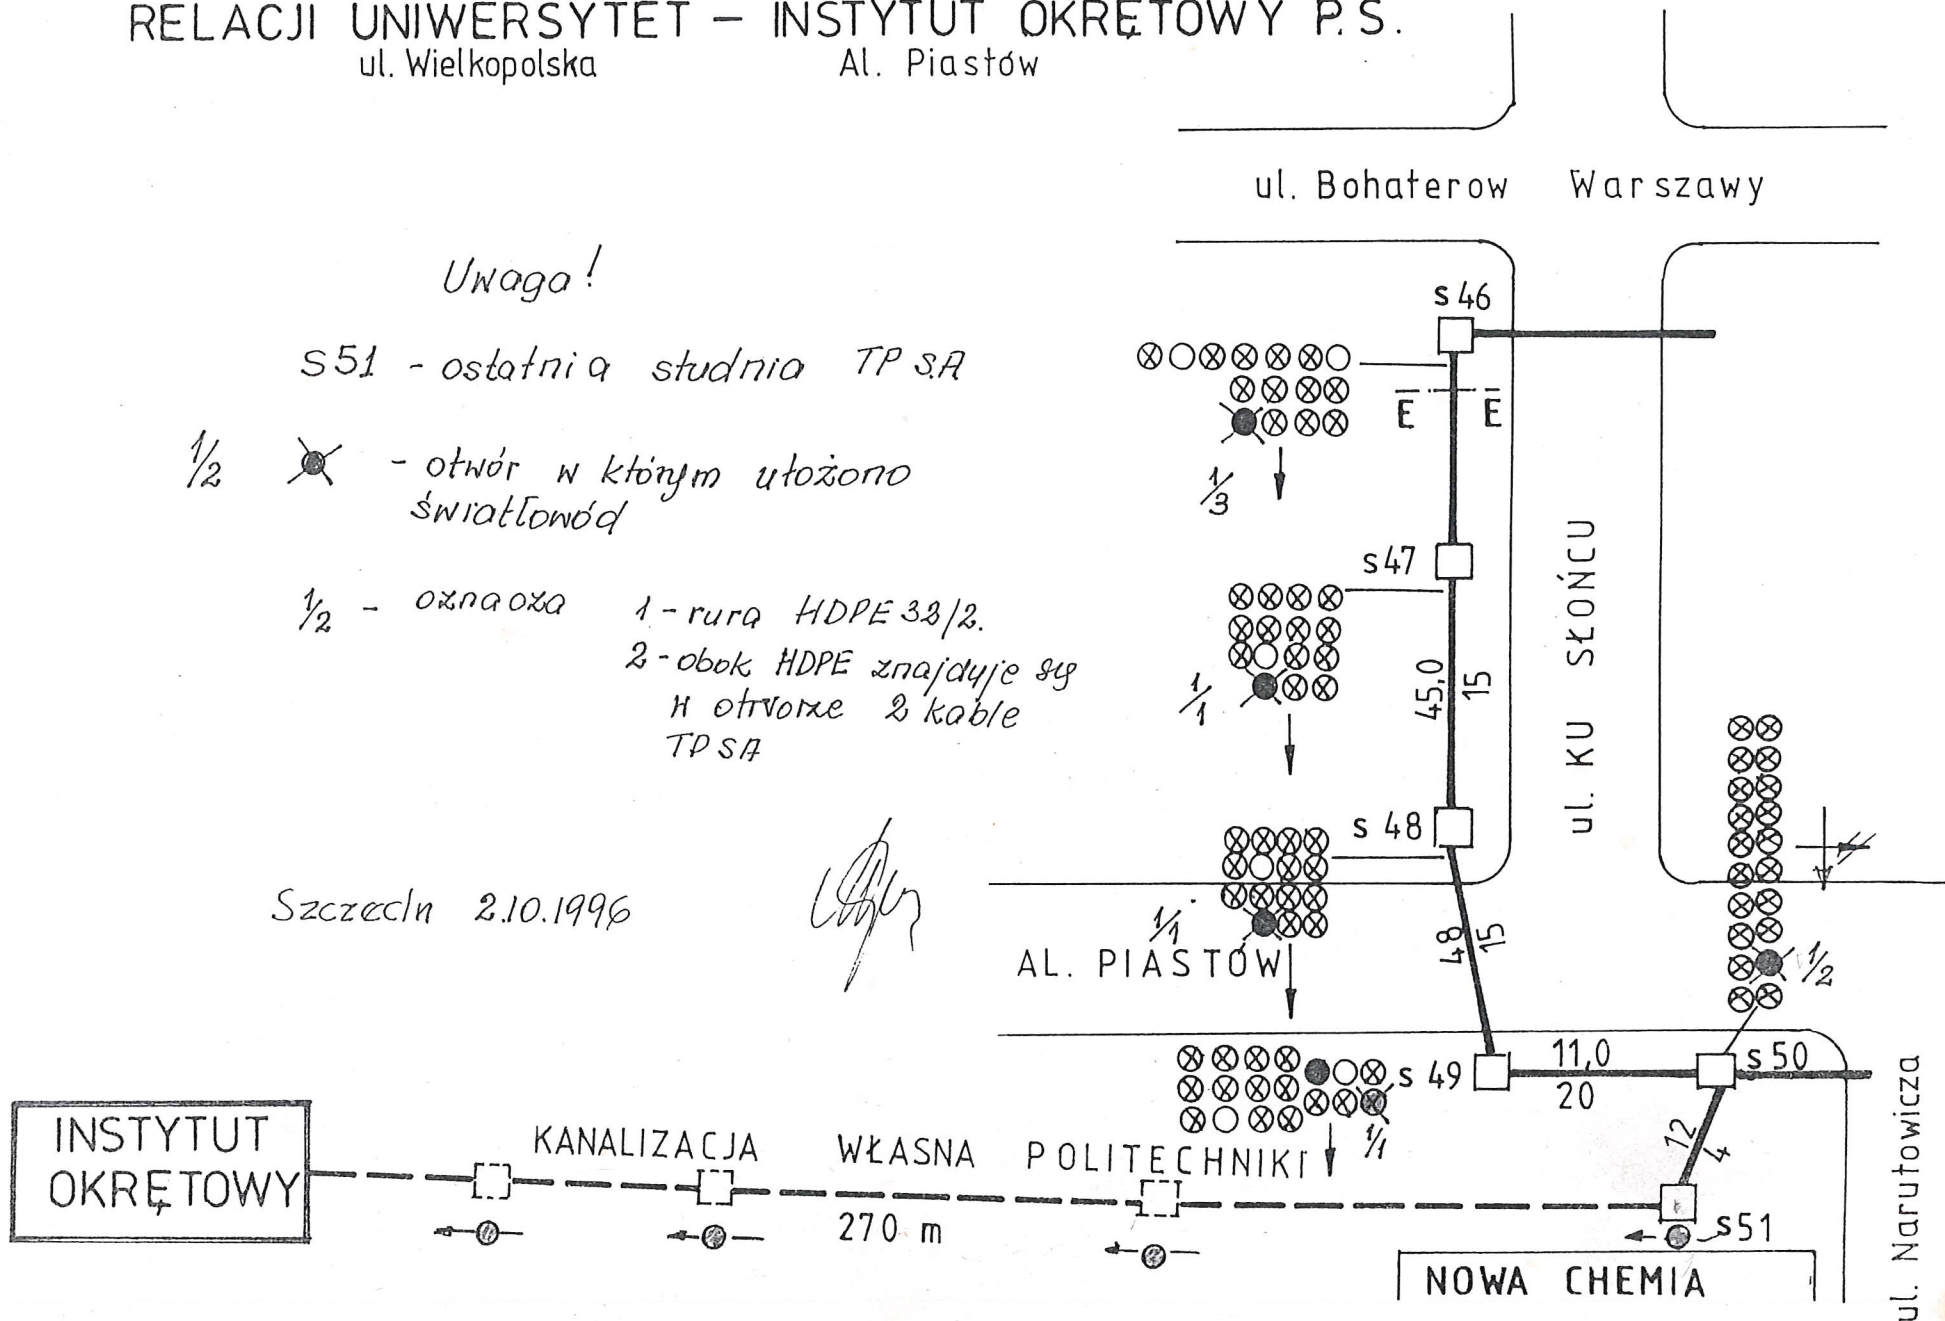 RELACJI UNIWERSYTET – INSTYTUT OKRĘTOWY P.S.
ul. Wielkopolska Al. Piastów
ul. Bohaterow Warszawy
Uwaga!
S51 - ostatnia studnia TP S.A
1/2 - otwór w którym ułożono
światłowód
1/2 - oznacza 1 - rura HDPE 32/2.
2 - obok HDPE znajduje się
w otworze 2 kable
TP SA
Szczecin 2.10.1996
s 46
E E
1/3
s47
1/1
45,0
15
ul. KU SŁOŃCU
s 48
1/1
48
15
AL. PIASTÓW
1/2
s 49
11,0
20
s 50
1/1
12
4
INSTYTUT
OKRĘTOWY
KANALIZACJA WŁASNA POLITECHNIKI
270 m
s51
NOWA CHEMIA
ul. Narutowicza